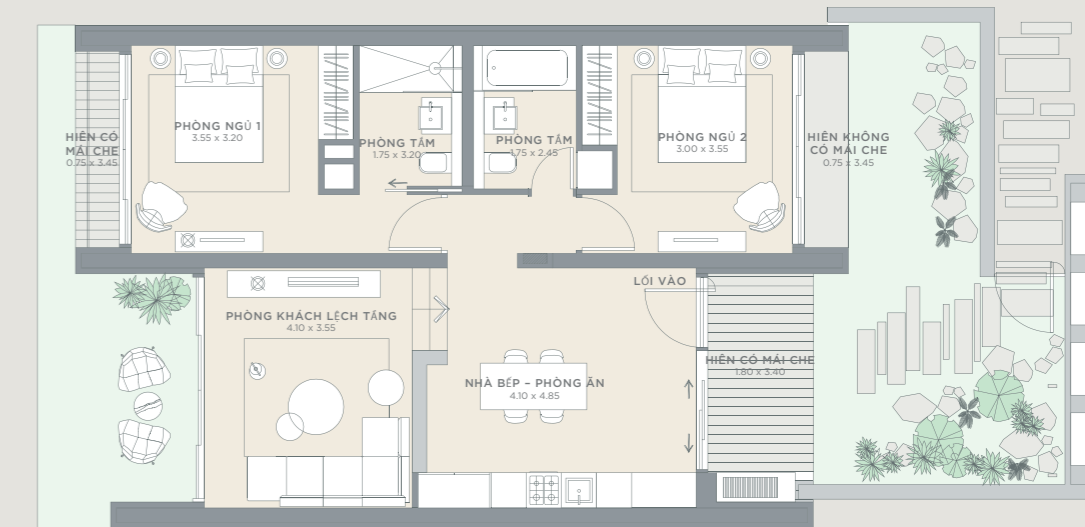 HIÊN CÓ
MÁI CHE
0.75 x 3.45
PHÒNG NGỦ 1
3.55 x 3.20
PHÒNG TẮM
1.75 x 3.20
PHÒNG TẮM
1.75 x 2.45
PHÒNG NGỦ 2
3.00 x 3.55
HIÊN KHÔNG
CÓ MÁI CHE
0.75 x 3.45
LỐI VÀO
PHÒNG KHÁCH LỆCH TẦNG
4.10 x 3.55
NHÀ BẾP – PHÒNG ĂN
4.10 x 4.85
HIÊN CÓ MÁI CHE
1.80 x 3.40